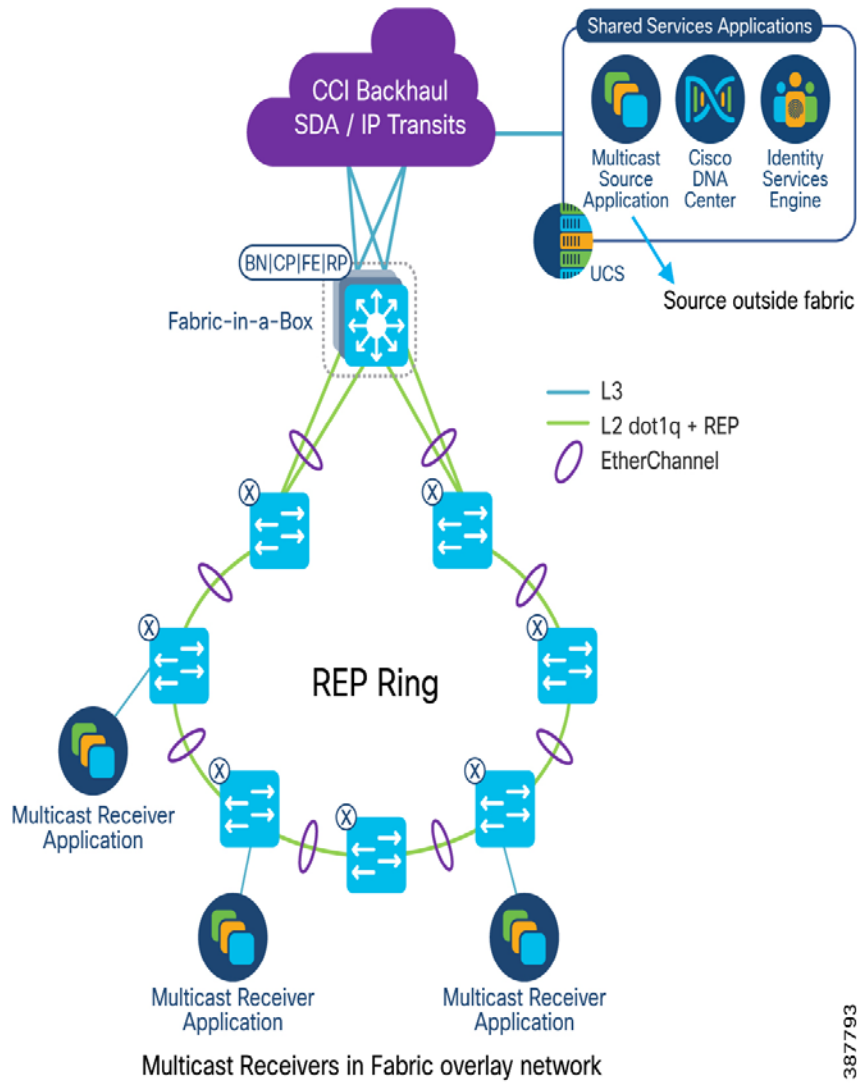 Shared Services Applications
CCI Backhaul
SDA / IP Transits
Multicast
Source
Application
Cisco
DNA
Center
Identity
Services
Engine
BN|CP|FE|RP
UCS
Source outside fabric
Fabric-in-a-Box
L3
L2 dot1q + REP
EtherChannel
X
X
X
X
REP Ring
X
X
X
Multicast Receiver
Application
Multicast Receiver
Application
Multicast Receiver
Application
Multicast Receivers in Fabric overlay network
387793